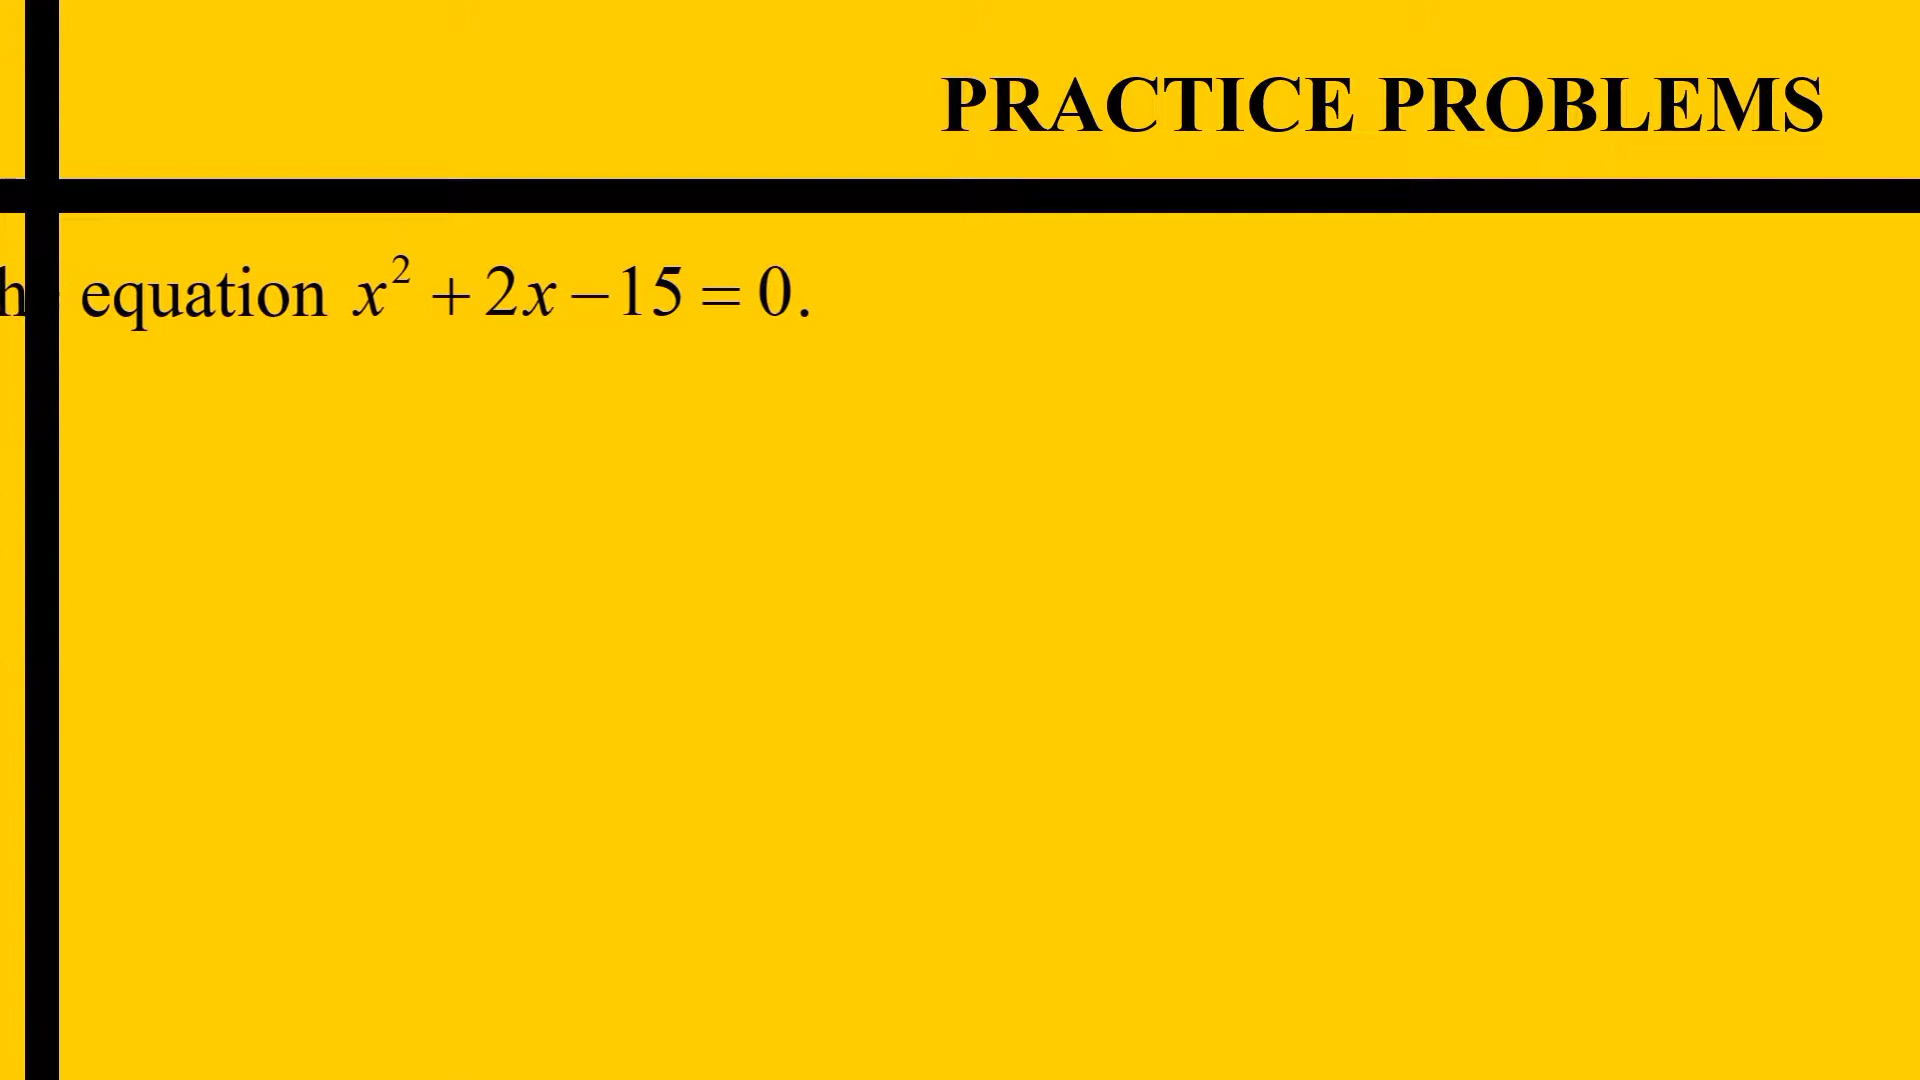 PRACTICE PROBLEMS
equation x² + 2x − 15 = 0.